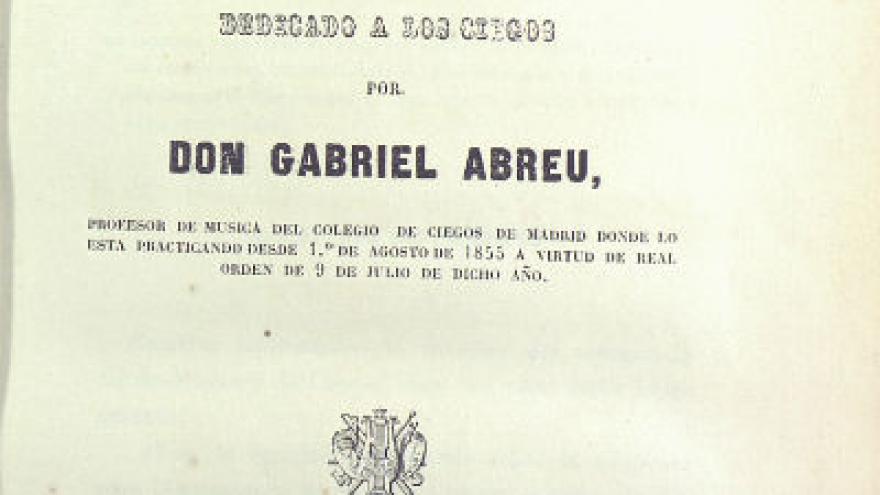 DEDICADO A LOS CIEGOS
POR.
DON GABRIEL ABREU,
PROFESOR DE MUSICA DEL COLEGIO DE CIEGOS DE MADRID DONDE LO
ESTA PRACTICANDO DESDE 1.º DE AGOSTO DE 1855 A VIRTUD DE REAL
ORDEN DE 9 DE JULIO DE DICHO AÑO.